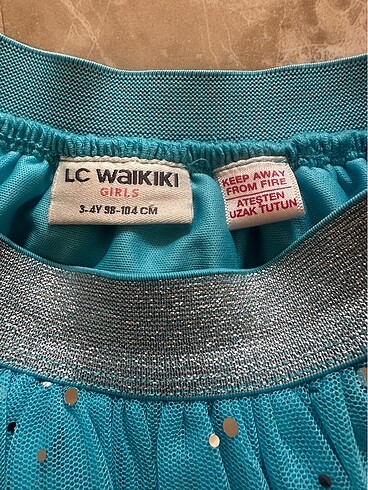 LC WAIKIKI
GIRLS
3-4Y 98-104 CM
KEEP AWAY
FROM FIRE
ATEŞTEN
UZAK TUTUN